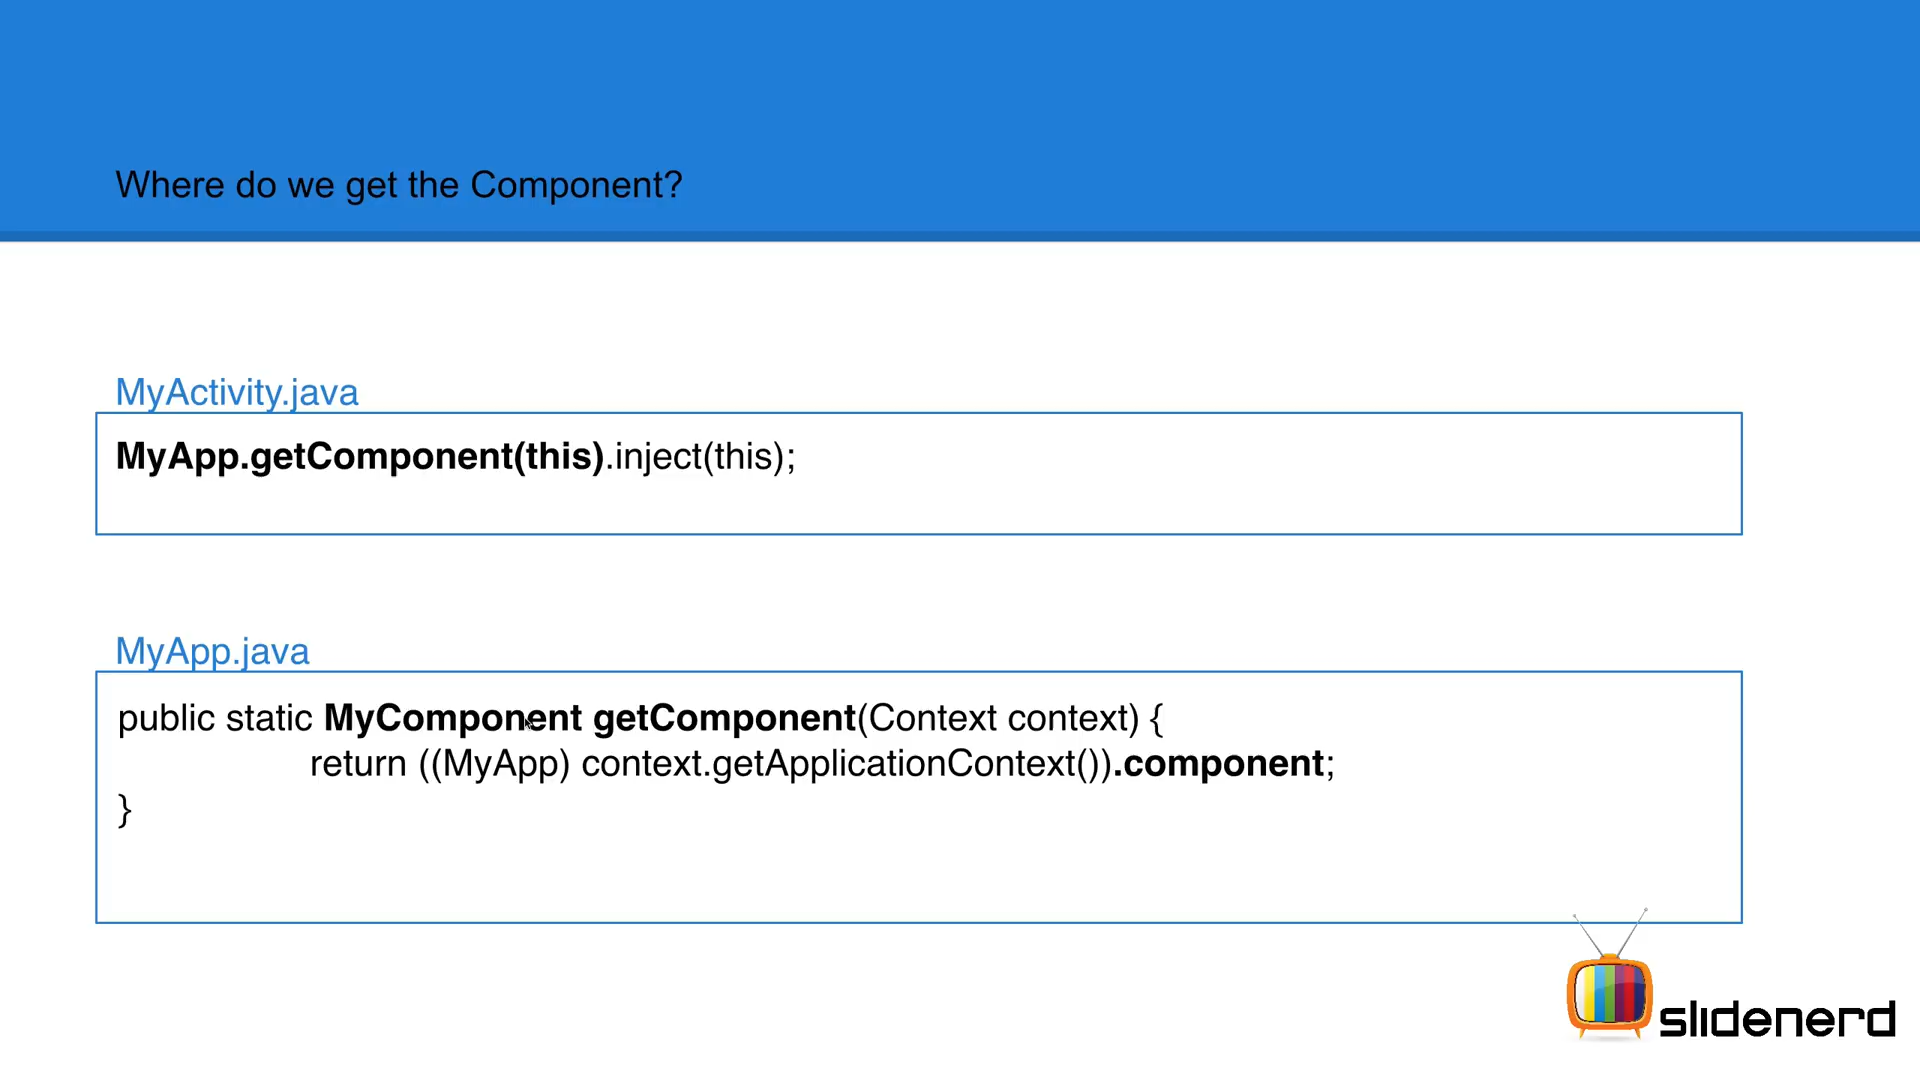 Where do we get the Component?
MyActivity.java
MyApp.getComponent(this).inject(this);
MyApp.java
public static MyComponent getComponent(Context context) {
return ((MyApp) context.getApplicationContext()).component;
}
slidenerd